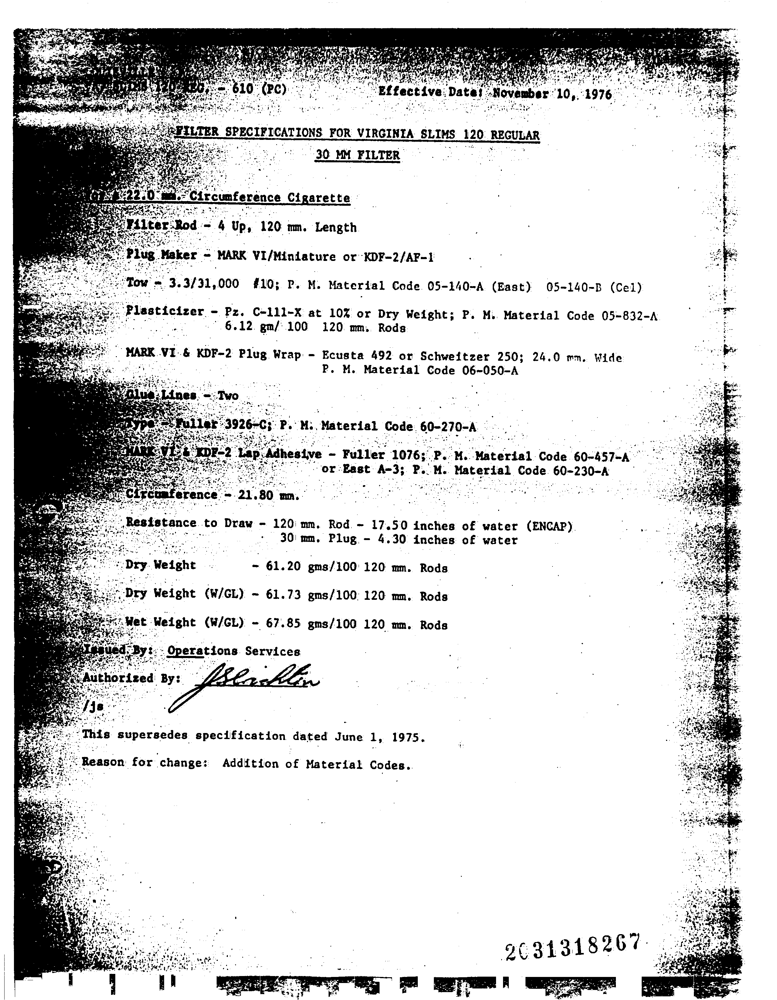 - 610 (PC) Effective Date: November 10, 1976
FILTER SPECIFICATIONS FOR VIRGINIA SLIMS 120 REGULAR
30 MM FILTER
22.0 mm. Circumference Cigarette
Filter Rod - 4 Up, 120 mm. Length
Plug Maker - MARK VI/Miniature or KDF-2/AF-1
Tow - 3.3/31,000 #10; P. M. Material Code 05-140-A (East) 05-140-B (Cel)
Plasticizer - Pz. C-111-X at 10% or Dry Weight; P. M. Material Code 05-832-A
6.12 gm/ 100 120 mm. Rods
MARK VI & KDF-2 Plug Wrap - Ecusta 492 or Schweitzer 250; 24.0 mm. Wide
P. M. Material Code 06-050-A
Glue Lines - Two
Type - Fuller 3926-C; P. M. Material Code 60-270-A
MARK VI & KDF-2 Lap Adhesive - Fuller 1076; P. M. Material Code 60-457-A
or East A-3; P. M. Material Code 60-230-A
Circumference - 21.80 mm.
Resistance to Draw - 120 mm. Rod - 17.50 inches of water (ENCAP)
30 mm. Plug - 4.30 inches of water
Dry Weight - 61.20 gms/100 120 mm. Rods
Dry Weight (W/GL) - 61.73 gms/100 120 mm. Rods
Wet Weight (W/GL) - 67.85 gms/100 120 mm. Rods
Issued By: Operations Services
Authorized By:
/js
This supersedes specification dated June 1, 1975.
Reason for change: Addition of Material Codes.
2031318267